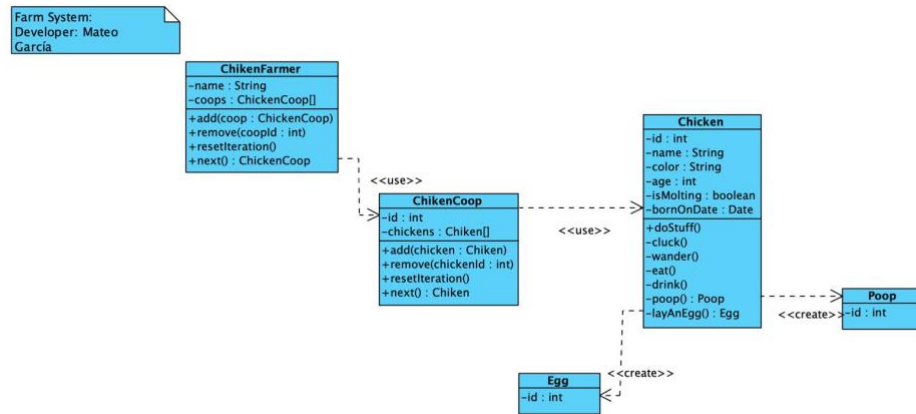 Farm System:
Developer: Mateo
García
ChikenFarmer
-name : String
-coops : ChickenCoop[]
+add(coop : ChickenCoop)
+remove(coopId : int)
+resetIteration()
+next() : ChickenCoop
<<use>>
ChikenCoop
-id : int
-chickens : Chiken[]
+add(chicken : Chiken)
+remove(chickenId : int)
+resetIteration()
+next() : Chiken
<<use>>
Chicken
-id : int
-name : String
-color : String
-age : int
-isMolting : boolean
-bornOnDate : Date
+doStuff()
-cluck()
-wander()
-eat()
-drink()
-poop() : Poop
-layAnEgg() : Egg
<<create>>
Poop
-id : int
<<create>>
Egg
-id : int